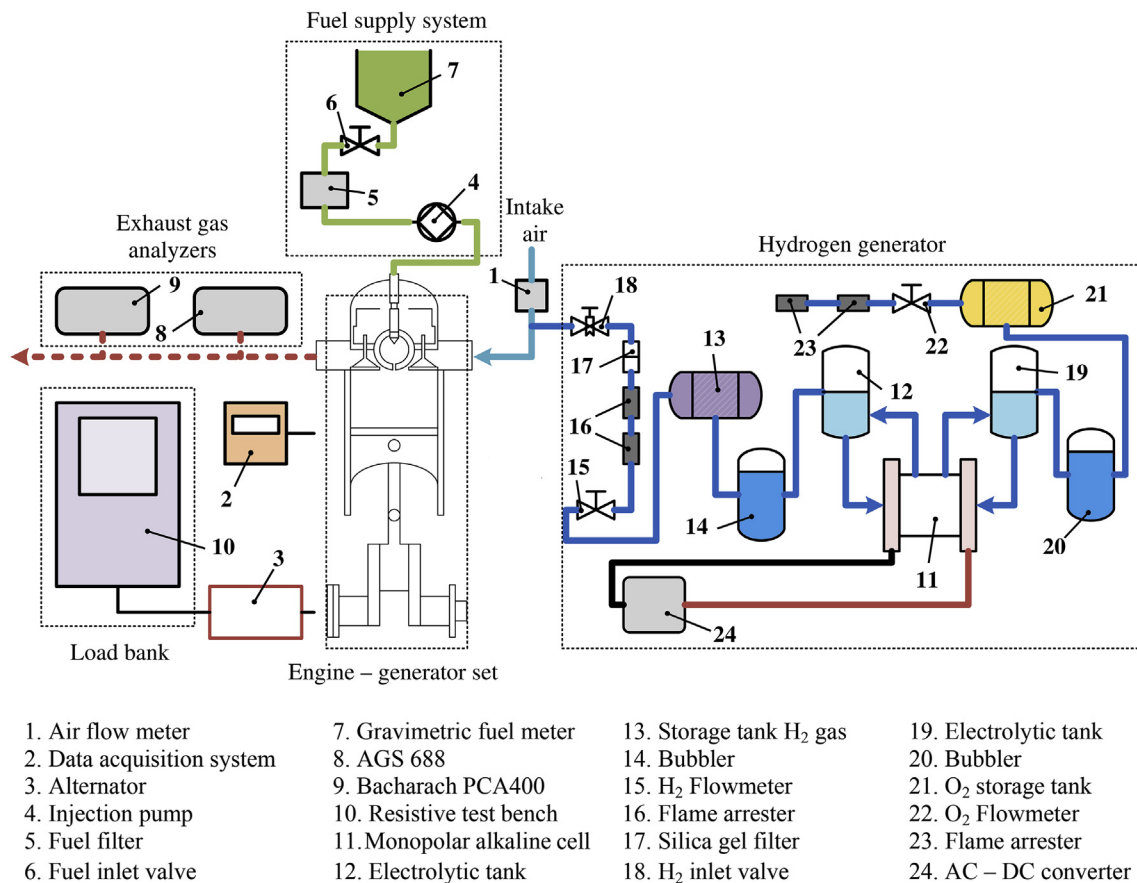 Fuel supply system
7
6
5
4
Intake
air
Exhaust gas
analyzers
Hydrogen generator
9
8
1
18
23
22
21
17
13
12
19
16
15
2
14
11
20
10
3
24
Load bank
Engine – generator set
1. Air flow meter
2. Data acquisition system
3. Alternator
4. Injection pump
5. Fuel filter
6. Fuel inlet valve
7. Gravimetric fuel meter
8. AGS 688
9. Bacharach PCA400
10. Resistive test bench
11.Monopolar alkaline cell
12. Electrolytic tank
13. Storage tank H₂ gas
14. Bubbler
15. H₂ Flowmeter
16. Flame arrester
17. Silica gel filter
18. H₂ inlet valve
19. Electrolytic tank
20. Bubbler
21. O₂ storage tank
22. O₂ Flowmeter
23. Flame arrester
24. AC – DC converter